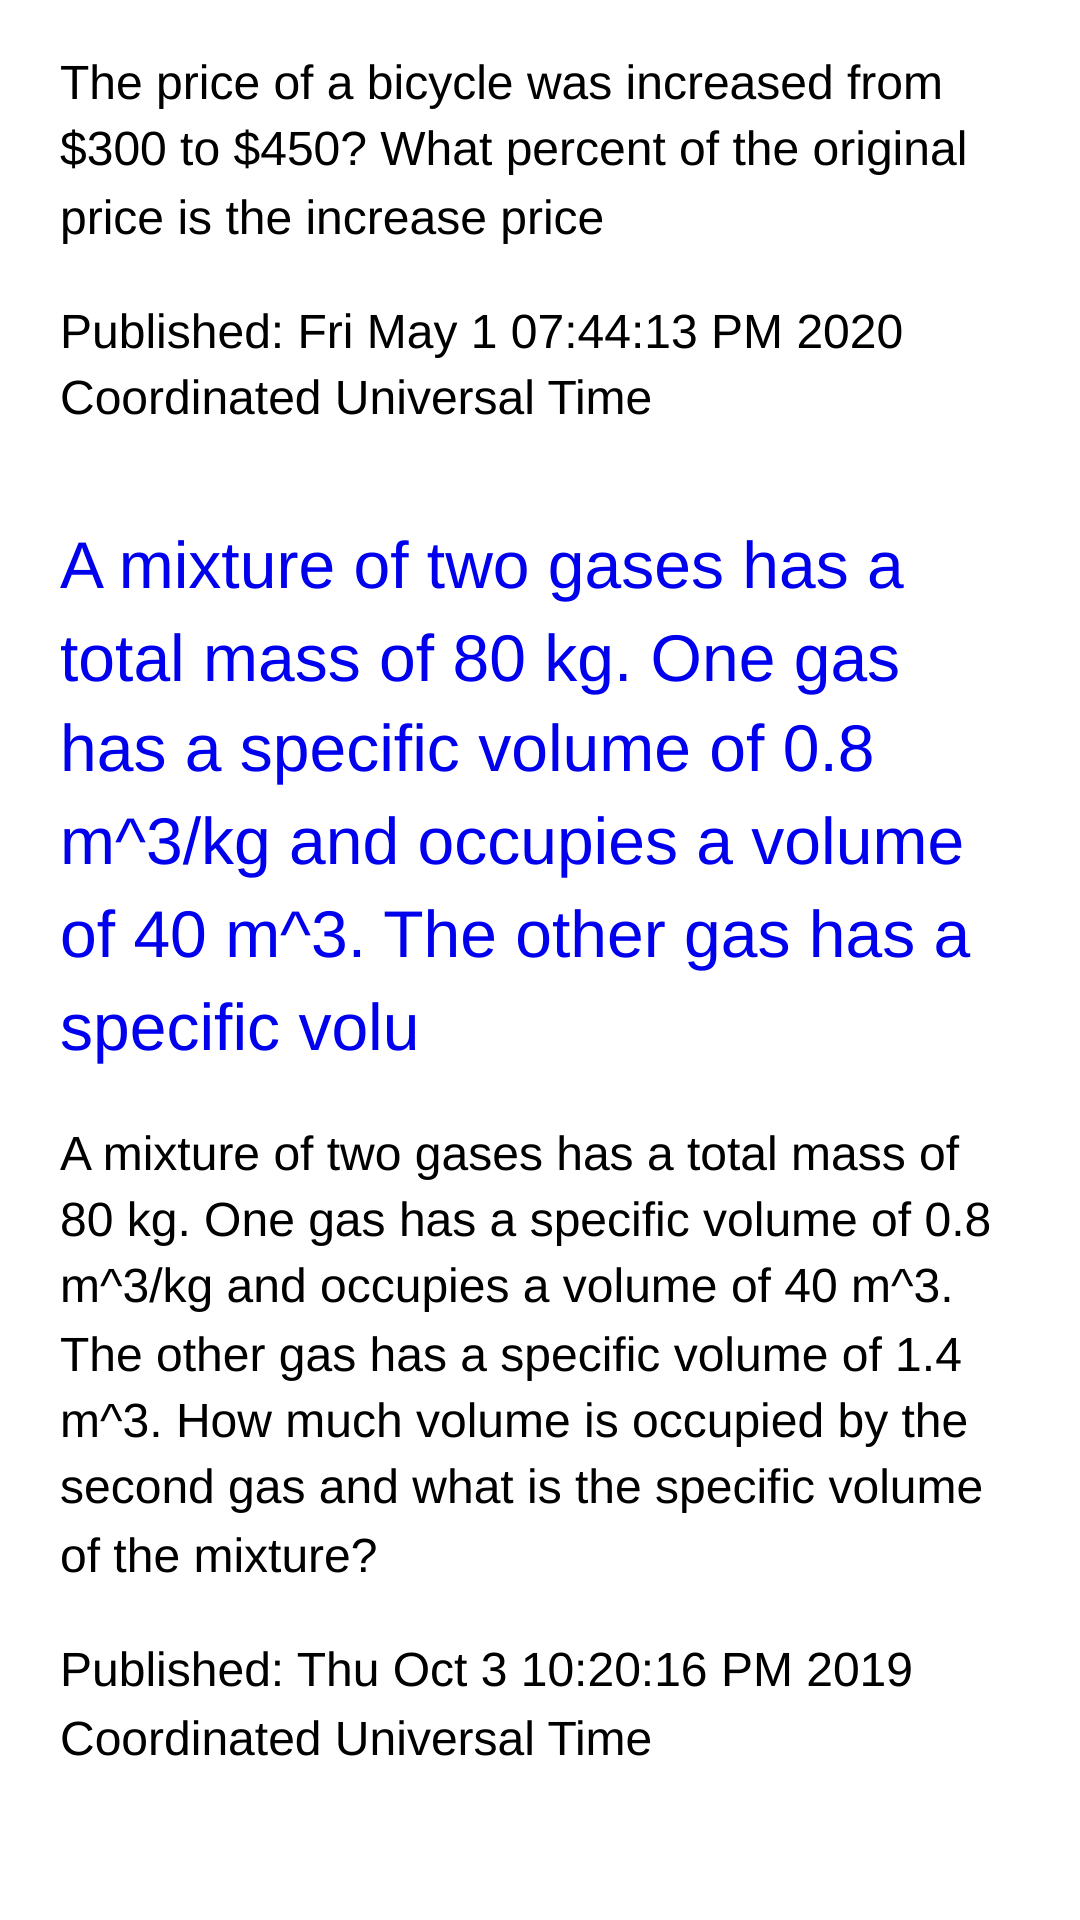 The price of a bicycle was increased from
$300 to $450? What percent of the original
price is the increase price
Published: Fri May 1 07:44:13 PM 2020
Coordinated Universal Time
A mixture of two gases has a
total mass of 80 kg. One gas
has a specific volume of 0.8
m^3/kg and occupies a volume
of 40 m^3. The other gas has a
specific volu
A mixture of two gases has a total mass of
80 kg. One gas has a specific volume of 0.8
m^3/kg and occupies a volume of 40 m^3.
The other gas has a specific volume of 1.4
m^3. How much volume is occupied by the
second gas and what is the specific volume
of the mixture?
Published: Thu Oct 3 10:20:16 PM 2019
Coordinated Universal Time